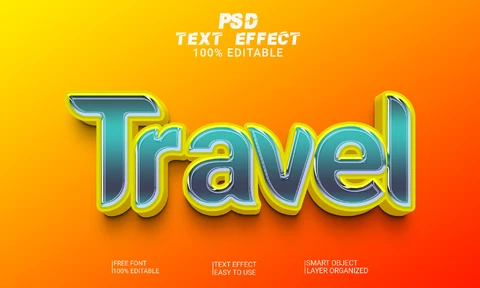 PSD
TEXT EFFECT
100% EDITABLE
Travel
FREE FONT
100% EDITABLE
TEXT EFFECT
EASY TO USE
SMART OBJECT
LAYER ORGANIZED